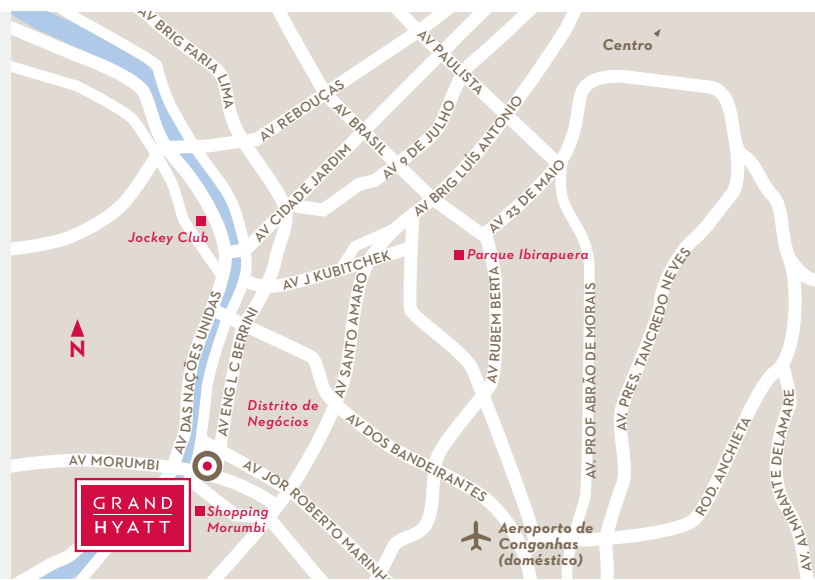 AV BRIG FARIA LIMA
AV PAULISTA
Centro
AV REBOUÇAS
AV BRASIL
AV 9 DE JULHO
AV BRIG LUÍS ANTONIO
AV CIDADE JARDIM
AV 23 DE MAIO
Jockey Club
Parque Ibirapuera
AV J KUBITCHEK
AV DAS NAÇÕES UNIDAS
AV ENG L C BERRINI
AV SANTO AMARO
AV RUBEM BERTA
AV. PROF ABRÃO DE MORAIS
AV. PRES. TANCREDO NEVES
N
Distrito de
Negócios
AV DOS BANDEIRANTES
ROD. ANCHIETA
AV. ALMIRANTE DELAMARE
AV MORUMBI
AV JOR ROBERTO MARINH
GRAND
HYATT
Shopping
Morumbi
Aeroporto de
Congonhas
(doméstico)